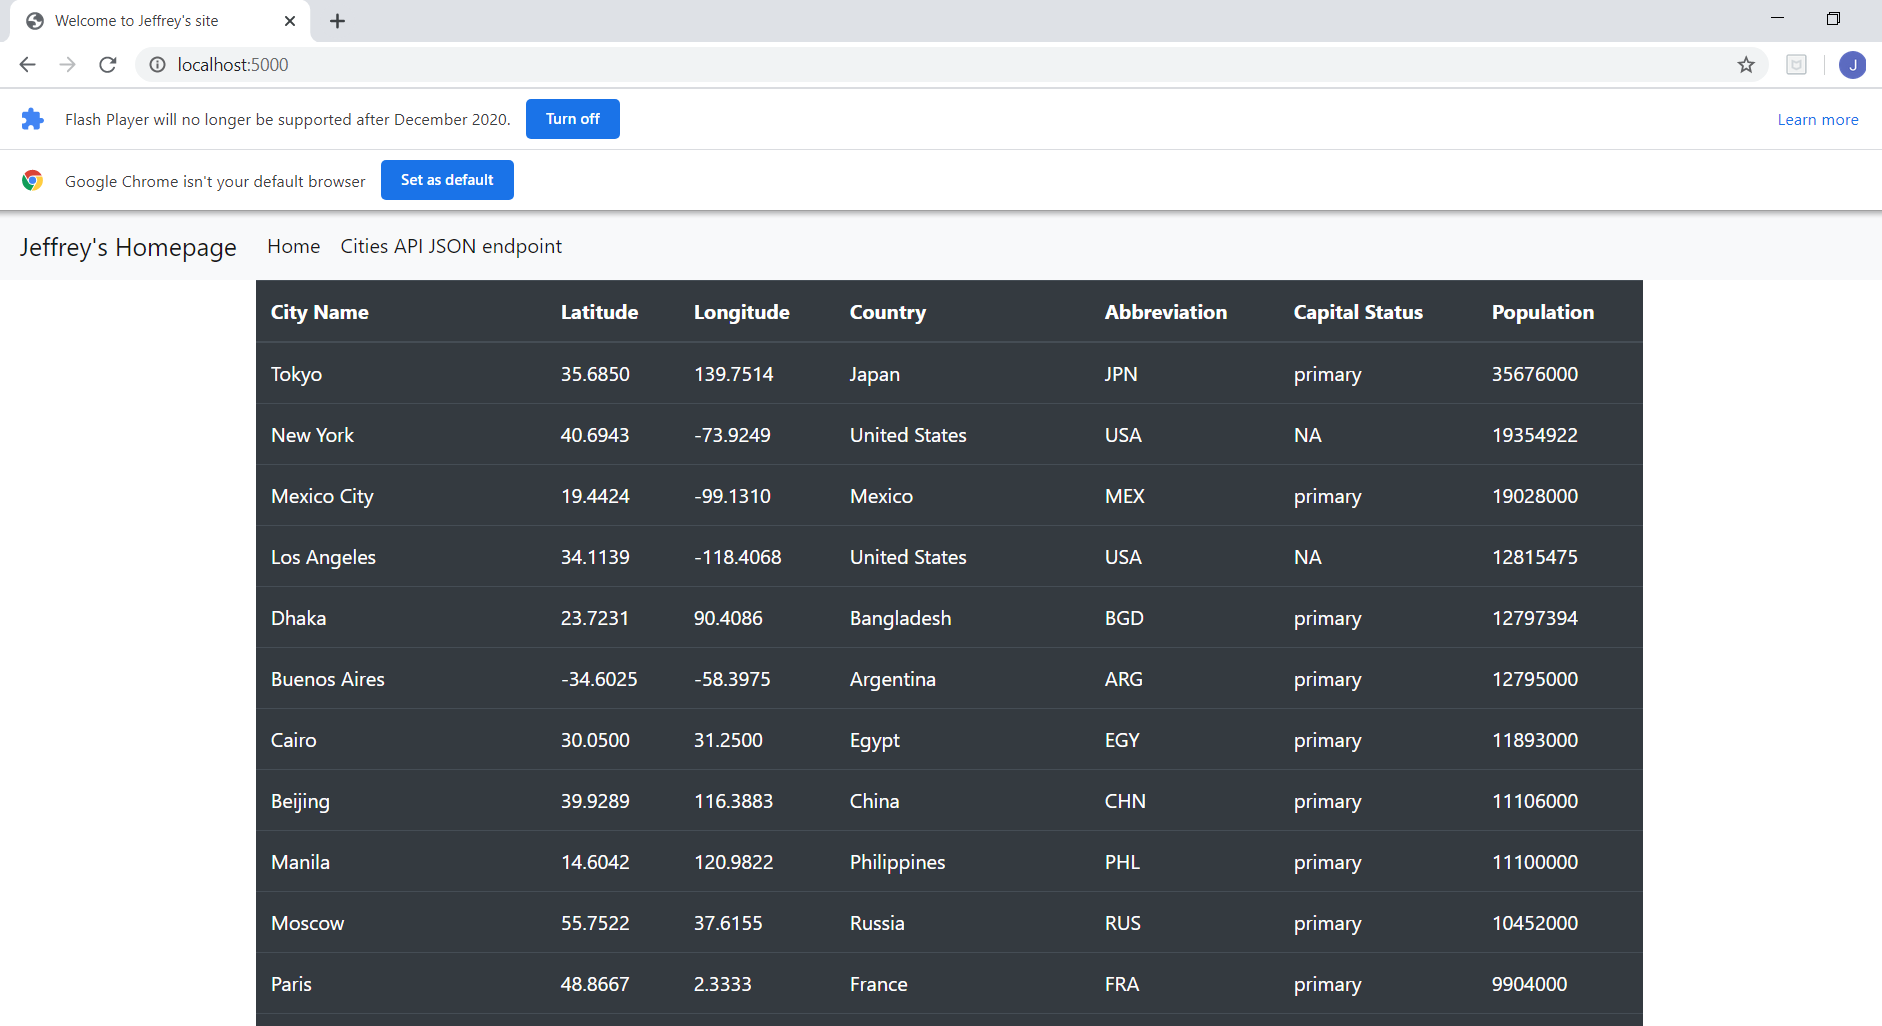 Welcome to Jeffrey's site
localhost:5000
J
Flash Player will no longer be supported after December 2020. Turn off Learn more
Google Chrome isn't your default browser Set as default
Jeffrey's Homepage Home Cities API JSON endpoint
City Name Latitude Longitude Country Abbreviation Capital Status Population
Tokyo 35.6850 139.7514 Japan JPN primary 35676000
New York 40.6943 -73.9249 United States USA NA 19354922
Mexico City 19.4424 -99.1310 Mexico MEX primary 19028000
Los Angeles 34.1139 -118.4068 United States USA NA 12815475
Dhaka 23.7231 90.4086 Bangladesh BGD primary 12797394
Buenos Aires -34.6025 -58.3975 Argentina ARG primary 12795000
Cairo 30.0500 31.2500 Egypt EGY primary 11893000
Beijing 39.9289 116.3883 China CHN primary 11106000
Manila 14.6042 120.9822 Philippines PHL primary 11100000
Moscow 55.7522 37.6155 Russia RUS primary 10452000
Paris 48.8667 2.3333 France FRA primary 9904000